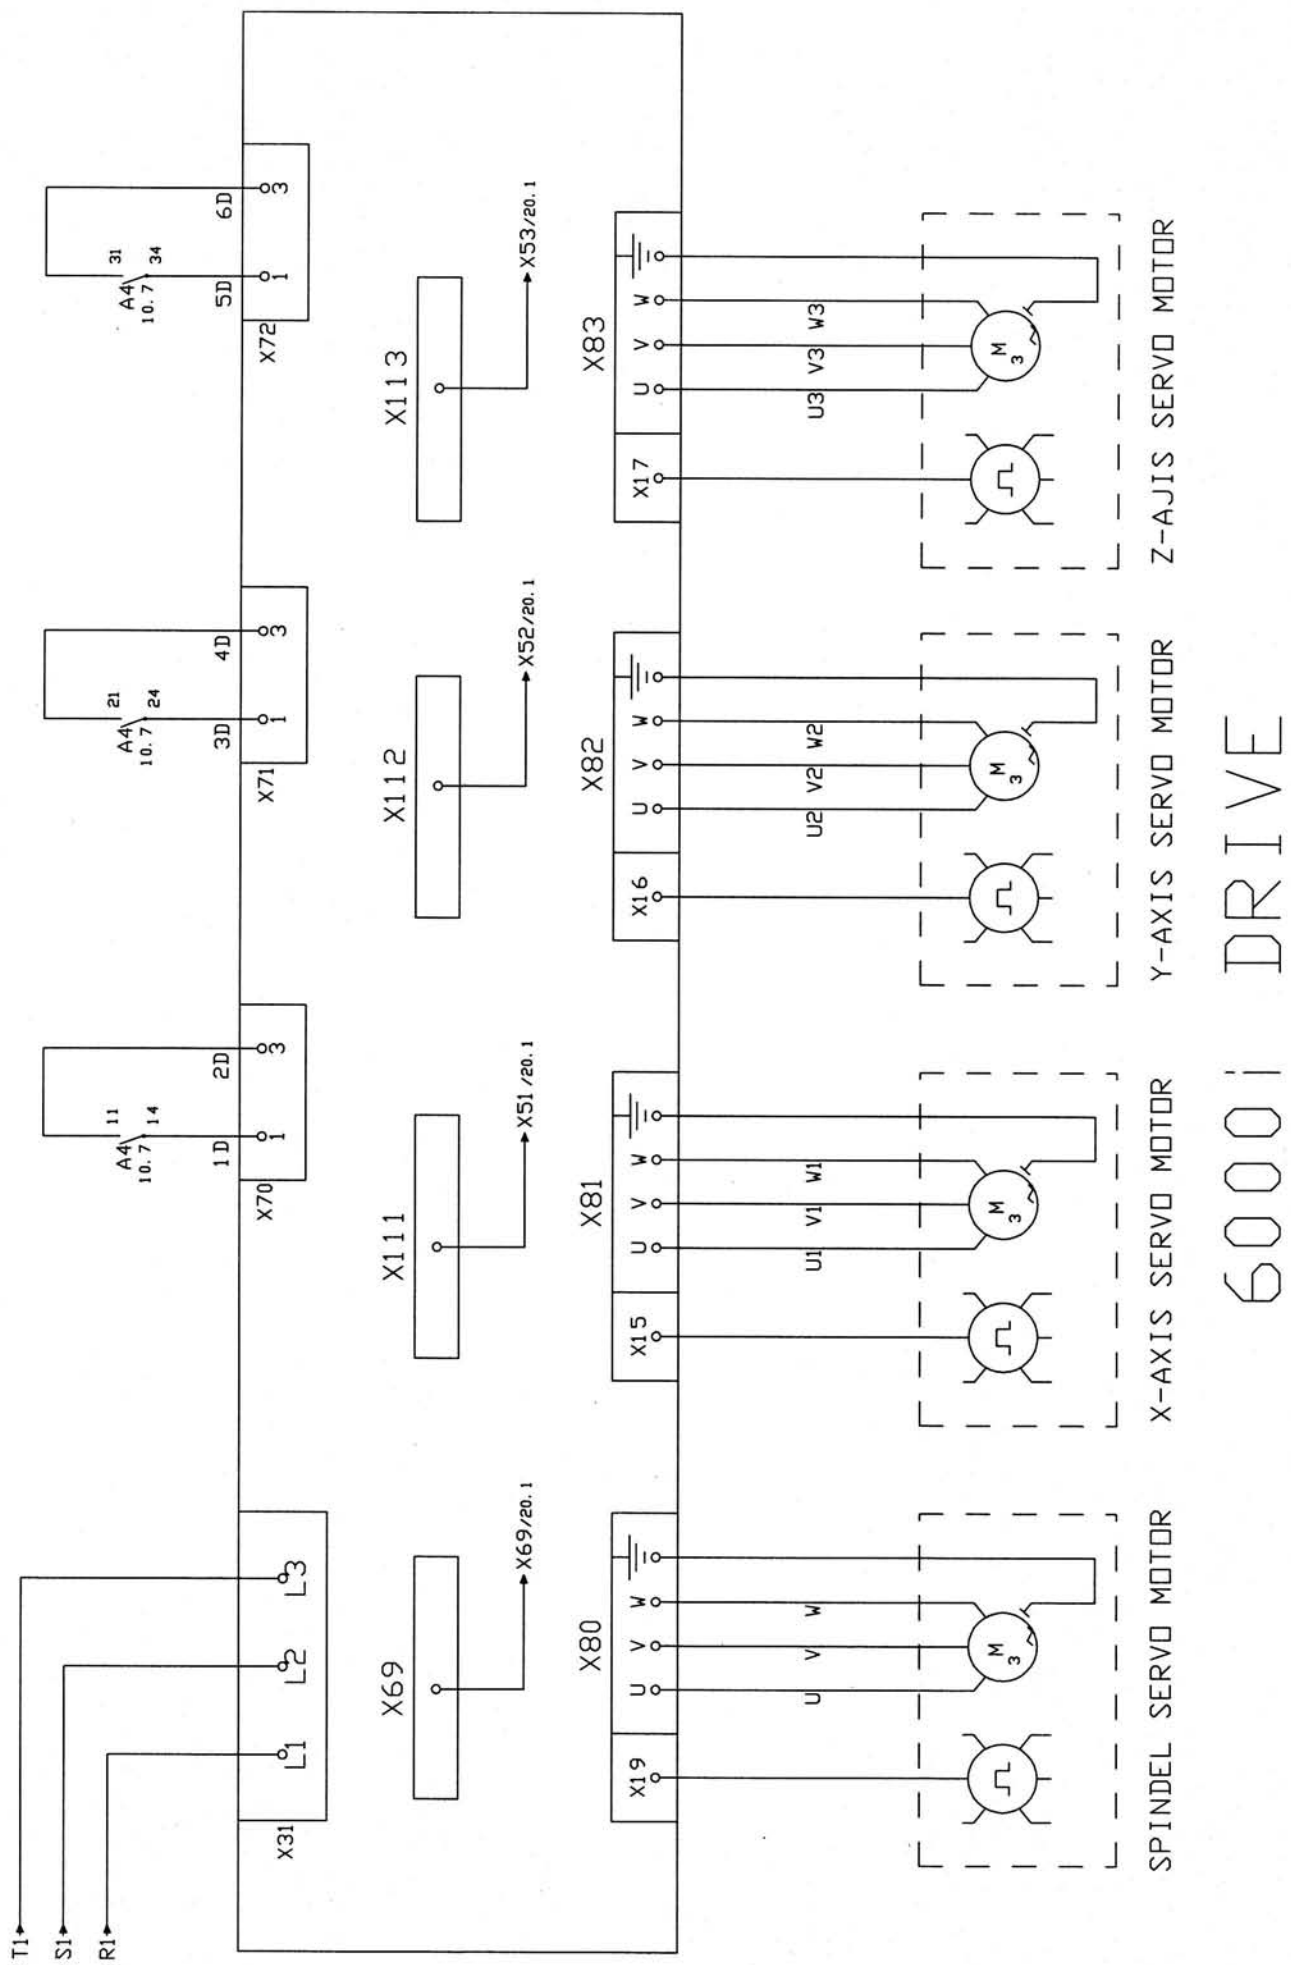 T1
S1
R1
X31
L1
L2
L3
A4
10.7
11
14
1D
2D
X70
1
3
A4
10.7
21
24
3D
4D
X71
1
3
A4
10.7
31
34
5D
6D
X72
1
3
X69
X69/20.1
X111
X51/20.1
X112
X52/20.1
X113
X53/20.1
X80
X19 U V W
X81
X15 U V W
X82
X16 U V W
X83
X17 U V W
U V W
U1 V1 W1
U2 V2 W2
U3 V3 W3
M
3
M
3
M
3
M
3
SPINDEL SERVO MOTOR
X-AXIS SERVO MOTOR
Y-AXIS SERVO MOTOR
Z-AJIS SERVO MOTOR
6000i DRIVE